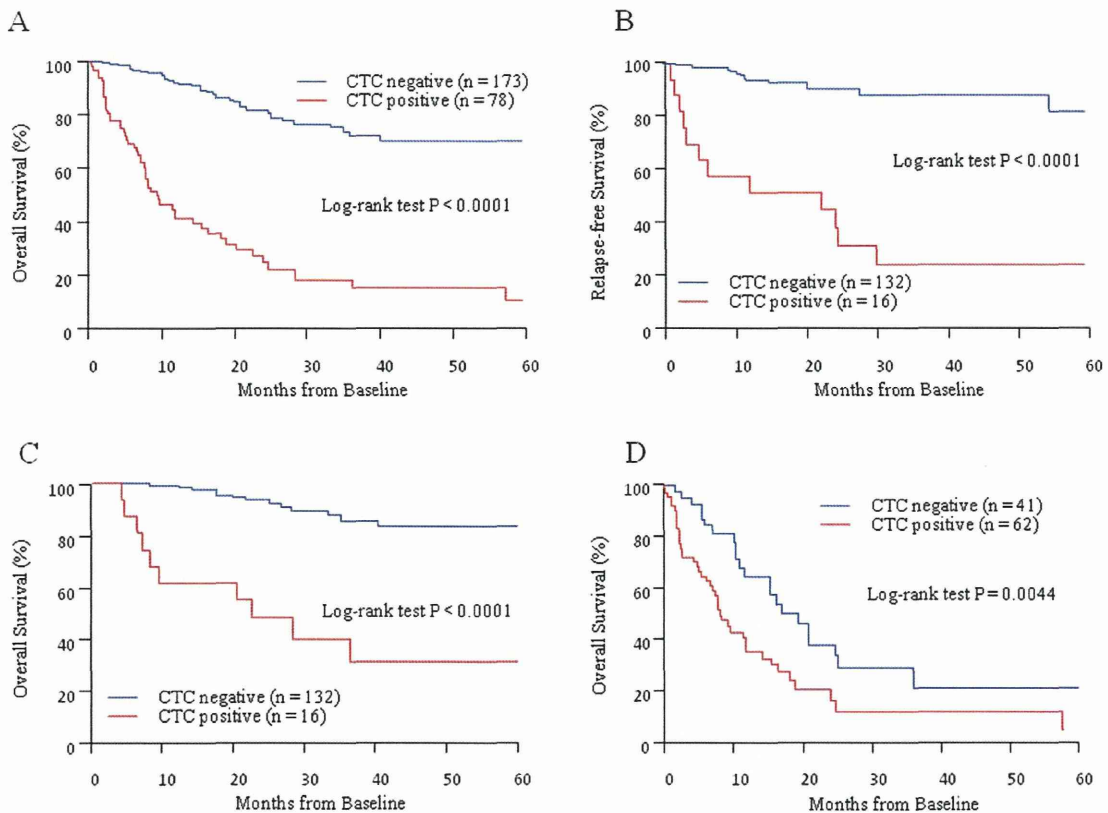 A
Overall Survival (%)
100
80
60
40
20
0
CTC negative (n = 173)
CTC positive (n = 78)
Log-rank test P < 0.0001
0 10 20 30 40 50 60
Months from Baseline
B
Relapse-free Survival (%)
100
80
60
40
20
0
Log-rank test P < 0.0001
CTC negative (n = 132)
CTC positive (n = 16)
0 10 20 30 40 50 60
Months from Baseline
C
Overall Survival (%)
100
80
60
40
20
0
Log-rank test P < 0.0001
CTC negative (n = 132)
CTC positive (n = 16)
0 10 20 30 40 50 60
Months from Baseline
D
Overall Survival (%)
100
80
60
40
20
0
CTC negative (n = 41)
CTC positive (n = 62)
Log-rank test P = 0.0044
0 10 20 30 40 50 60
Months from Baseline